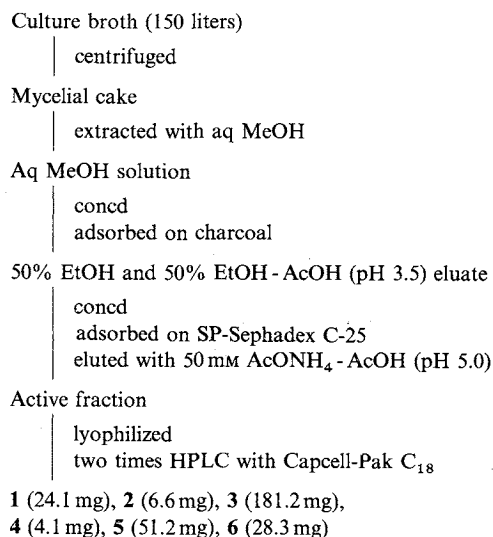 Culture broth (150 liters)
centrifuged
Mycelial cake
extracted with aq MeOH
Aq MeOH solution
concd
adsorbed on charcoal
50% EtOH and 50% EtOH - AcOH (pH 3.5) eluate
concd
adsorbed on SP-Sephadex C-25
eluted with 50 mM AcONH₄ - AcOH (pH 5.0)
Active fraction
lyophilized
two times HPLC with Capcell-Pak C₁₈
1 (24.1 mg), 2 (6.6 mg), 3 (181.2 mg),
4 (4.1 mg), 5 (51.2 mg), 6 (28.3 mg)